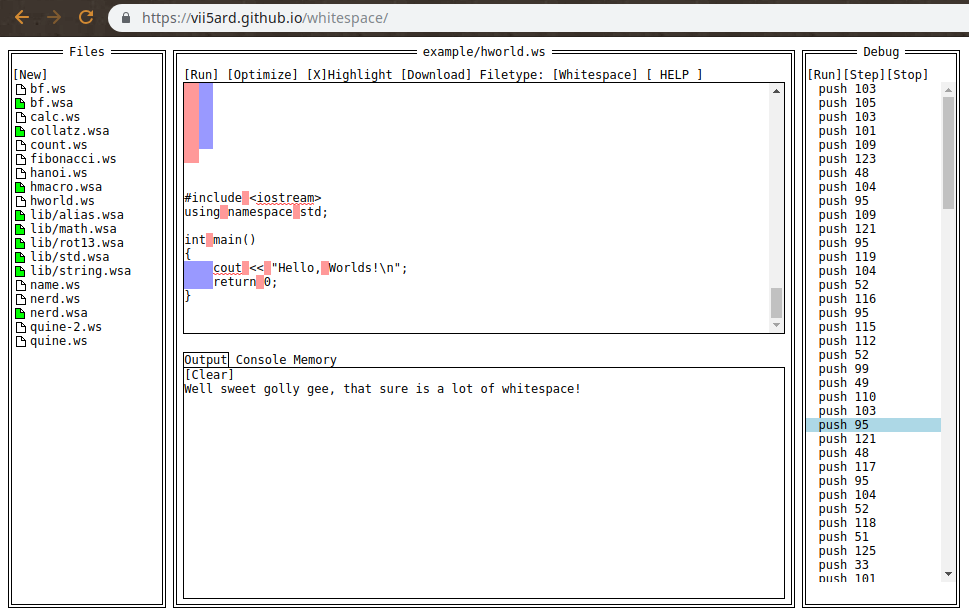 https://vii5ard.github.io/whitespace/
Files
[New]
bf.ws
bf.wsa
calc.ws
collatz.wsa
count.ws
fibonacci.ws
hanoi.ws
hmacro.wsa
hworld.ws
lib/alias.wsa
lib/math.wsa
lib/rot13.wsa
lib/std.wsa
lib/string.wsa
name.ws
nerd.ws
nerd.wsa
quine-2.ws
quine.ws
example/hworld.ws
[Run] [Optimize] [X]Highlight [Download] Filetype: [Whitespace] [ HELP ]
#include <iostream>
using namespace std;
int main()
{
cout << "Hello, Worlds!\n";
return 0;
}
Output Console Memory
[Clear]
Well sweet golly gee, that sure is a lot of whitespace!
Debug
[Run][Step][Stop]
push 103
push 105
push 103
push 101
push 109
push 123
push 48
push 104
push 95
push 109
push 121
push 95
push 119
push 104
push 52
push 116
push 95
push 115
push 112
push 52
push 99
push 49
push 110
push 103
push 95
push 121
push 48
push 117
push 95
push 104
push 52
push 118
push 51
push 125
push 33
push 101